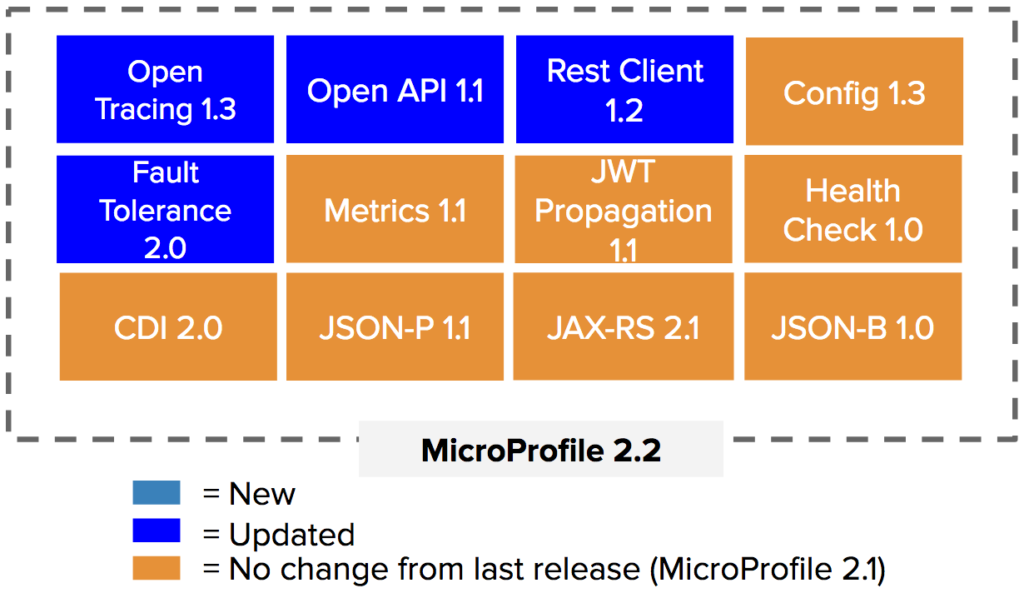 Open
Tracing 1.3
Open API 1.1
Rest Client
1.2
Config 1.3
Fault
Tolerance
2.0
Metrics 1.1
JWT
Propagation
1.1
Health
Check 1.0
CDI 2.0
JSON-P 1.1
JAX-RS 2.1
JSON-B 1.0
MicroProfile 2.2
= New
= Updated
= No change from last release (MicroProfile 2.1)